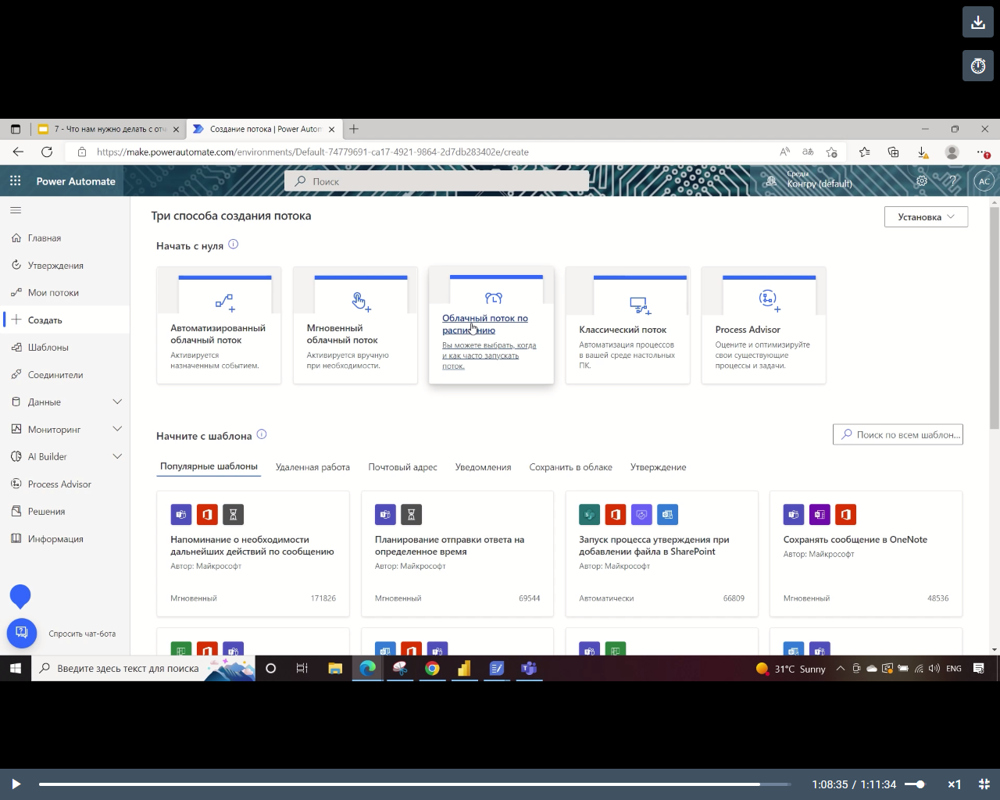 7 - Что нам нужно делать с отч
Создание потока | Power Autom
https://make.powerautomate.com/environments/Default-74779691-ca17-4921-9864-2d7db283402e/create
Power Automate
Поиск
Среды
Конгру (default)
AC
Три способа создания потока
Установка
Начать с нуля
Главная
Утверждения
Мои потоки
Создать
Шаблоны
Соединители
Данные
Мониторинг
AI Builder
Process Advisor
Решения
Информация
Спросить чат-бота
Автоматизированный
облачный поток
Активируется
назначенным событием.
Мгновенный
облачный поток
Активируется вручную
при необходимости.
Облачный поток по
расписанию
Вы можете выбрать, когда
и как часто запускать
поток.
Классический поток
Автоматизация процессов
в вашей среде настольных
ПК.
Process Advisor
Оцените и оптимизируйте
свои существующие
процессы и задачи.
Начните с шаблона
Поиск по всем шаблон...
Популярные шаблоны
Удаленная работа
Почтовый адрес
Уведомления
Сохранить в облаке
Утверждение
Напоминание о необходимости
дальнейших действий по сообщению
Автор: Майкрософт
Мгновенный 171826
Планирование отправки ответа на
определенное время
Автор: Майкрософт
Мгновенный 69544
Запуск процесса утверждения при
добавлении файла в SharePoint
Автор: Майкрософт
Автоматически 66809
Сохранять сообщение в OneNote
Автор: Майкрософт
Мгновенный 48536
Введите здесь текст для поиска
31°C Sunny
ENG
1:08:35 / 1:11:34
×1